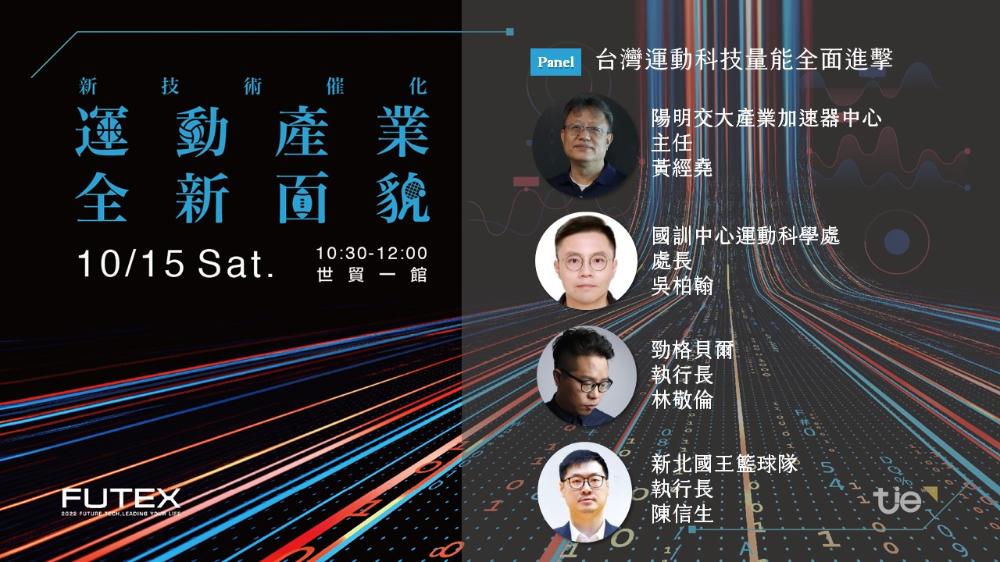 新技術催化
運動產業
全新面貌
10/15 Sat.
10:30-12:00
世貿一館
FUTEX
2022 FUTURE TECH,LEADING YOUR LIFE
Panel 台灣運動科技量能全面進擊
陽明交大產業加速器中心
主任
黃經堯
國訓中心運動科學處
處長
吳柏翰
勁格貝爾
執行長
林敬倫
新北國王籃球隊
執行長
陳信生
tie